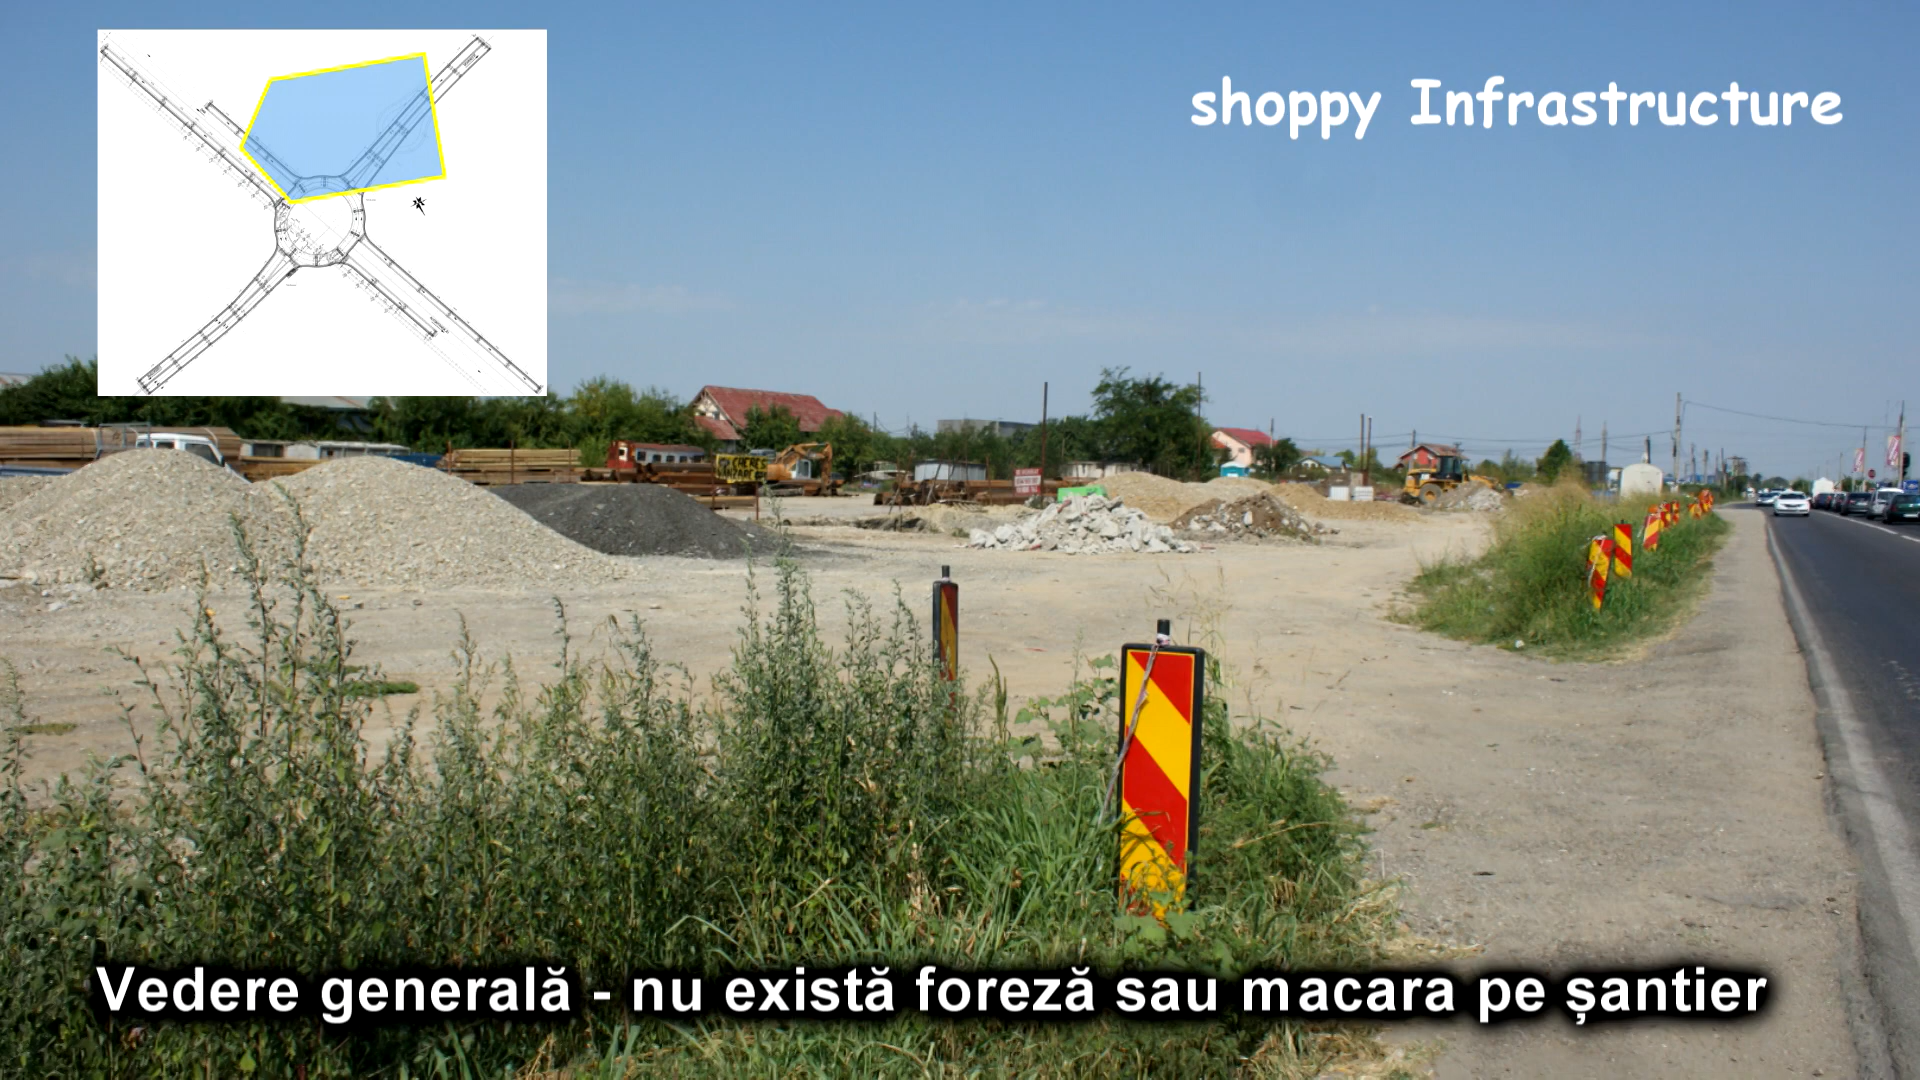 shoppy Infrastructure
Vedere generală - nu există foreză sau macara pe șantier